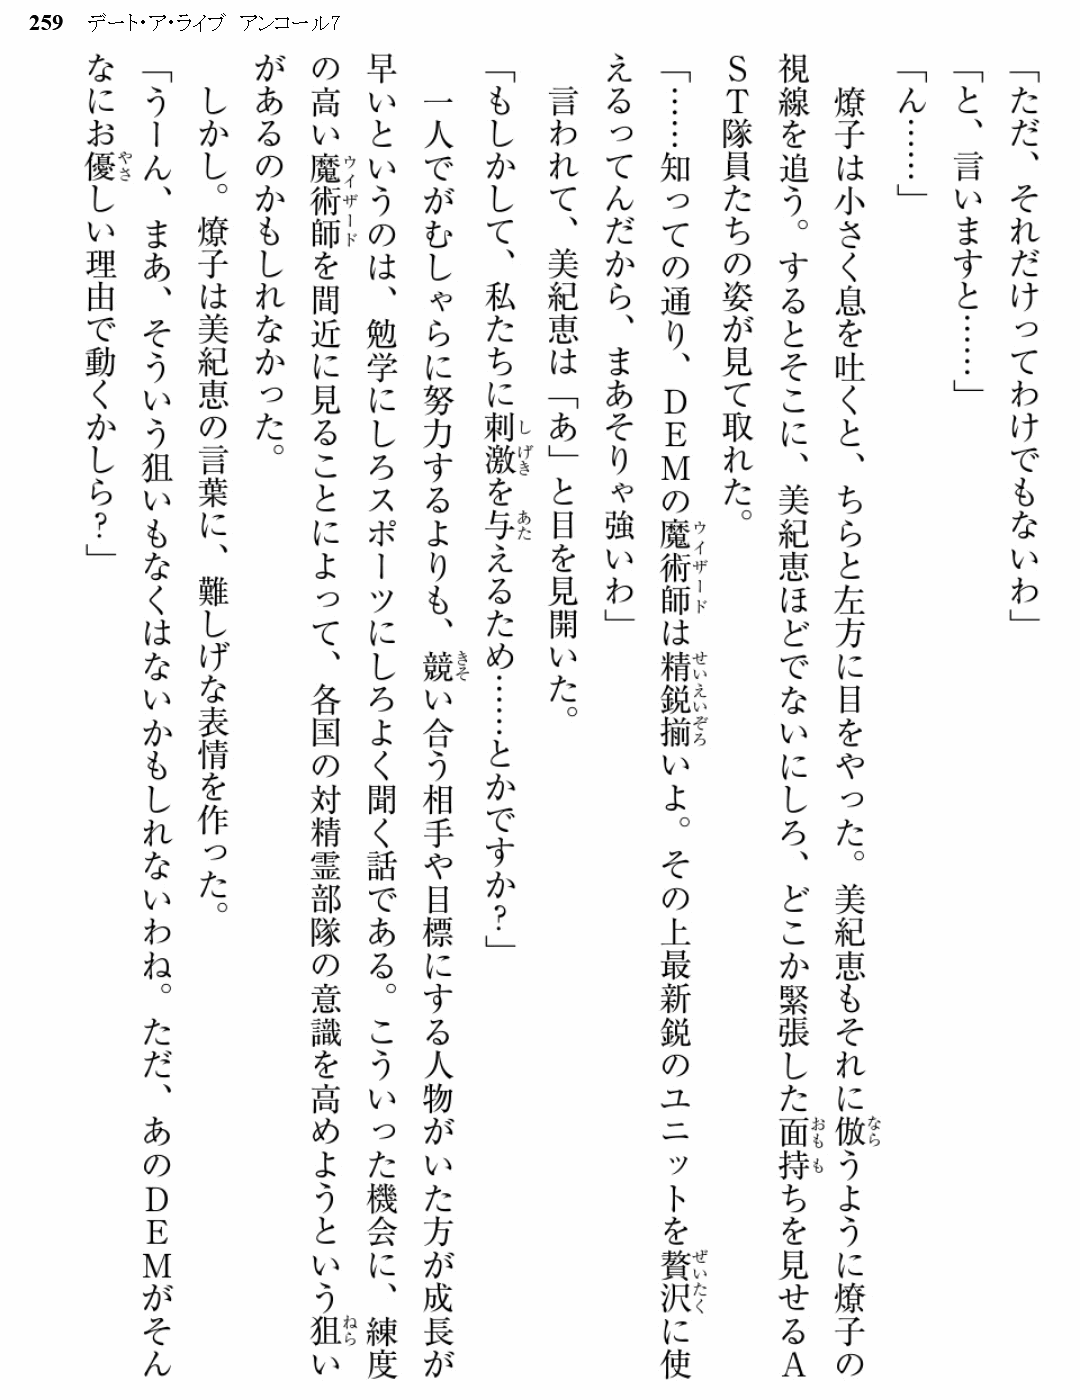 259 デート・ア・ライブ アンコール7
「ただ、それだけってわけでもないわ」
「と、言いますと……」
「ん……」
燎子は小さく息を吐くと、ちらと左方に目をやった。美紀恵もそれに倣うように燎子の
視線を追う。するとそこに、美紀恵ほどでないにしろ、どこか緊張した面持ちを見せるA
ST隊員たちの姿が見て取れた。
「……知っての通り、DEMの魔術師は精鋭揃いよ。その上最新鋭のユニットを贅沢に使
えるってんだから、まあそりゃ強いわ」
言われて、美紀恵は「あ」と目を見開いた。
「もしかして、私たちに刺激を与えるため……とかですか?」
一人でがむしゃらに努力するよりも、競い合う相手や目標にする人物がいた方が成長が
早いというのは、勉学にしろスポーツにしろよく聞く話である。こういった機会に、練度
の高い魔術師を間近に見ることによって、各国の対精霊部隊の意識を高めようという狙い
があるのかもしれなかった。
しかし。燎子は美紀恵の言葉に、難しげな表情を作った。
「うーん、まあ、そういう狙いもなくはないかもしれないわね。ただ、あのDEMがそん
なにお優しい理由で動くかしら?」